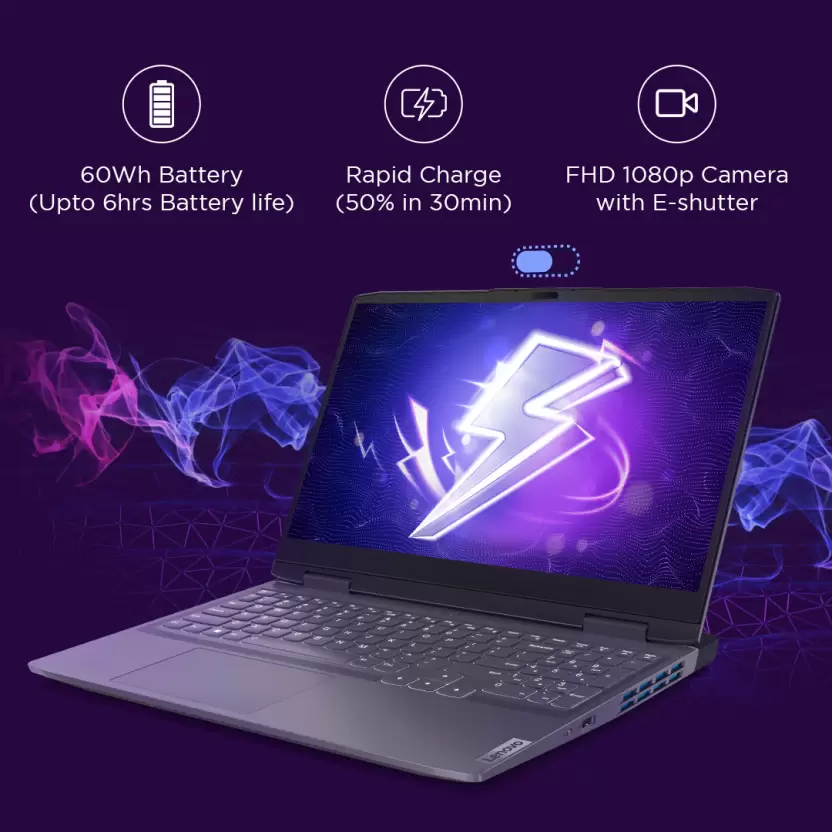 60Wh Battery
(Upto 6hrs Battery life)
Rapid Charge
(50% in 30min)
FHD 1080p Camera
with E-shutter
Lenovo